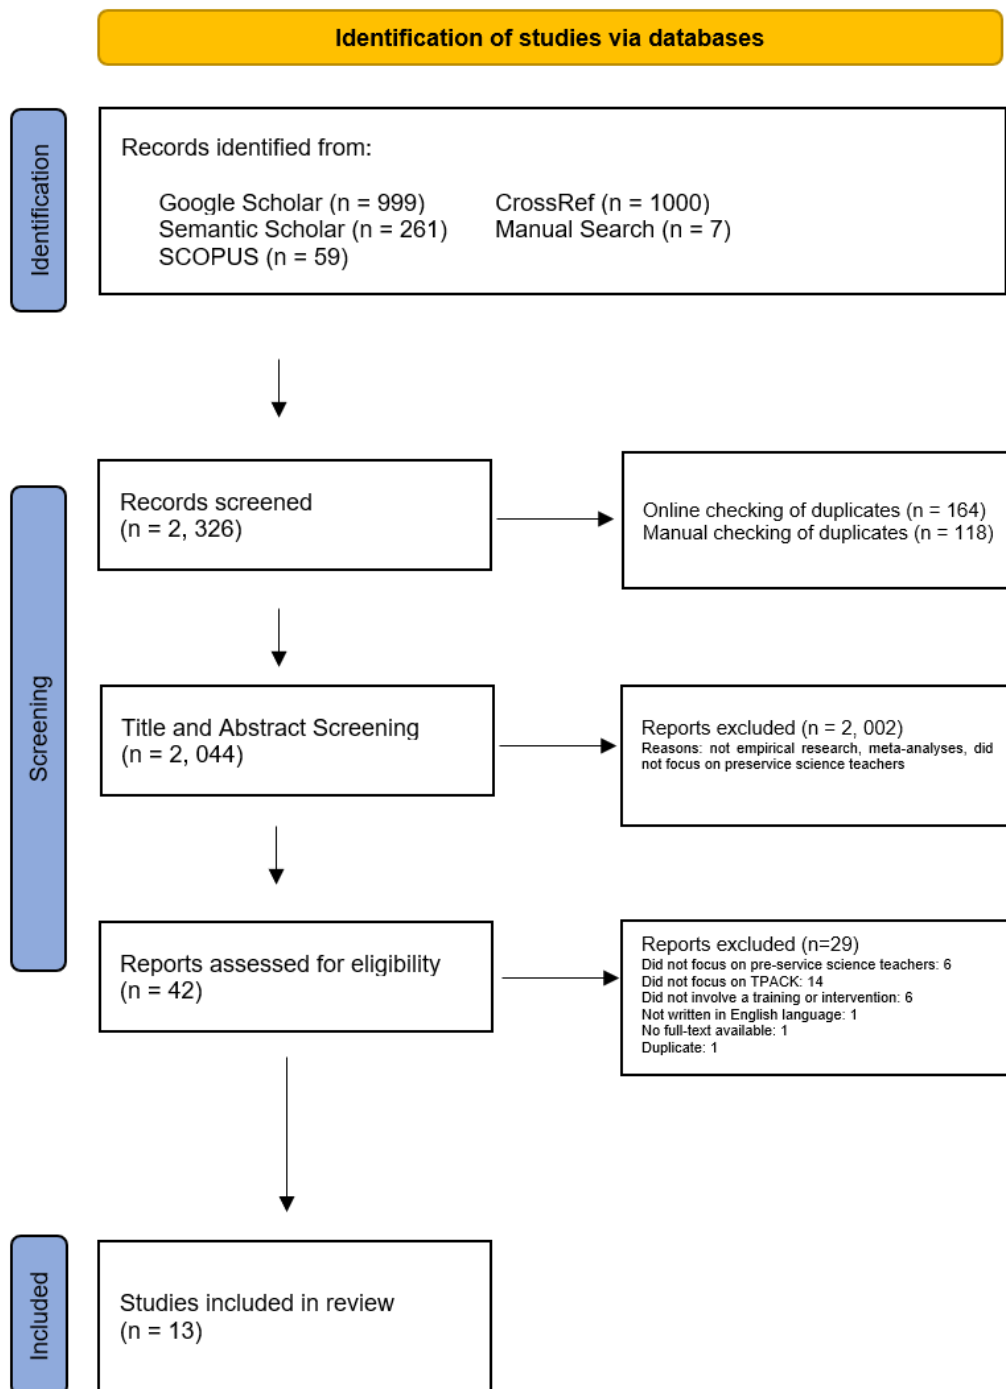 Identification of studies via databases
Identification
Records identified from:
Google Scholar (n = 999)
CrossRef (n = 1000)
Semantic Scholar (n = 261)
Manual Search (n = 7)
SCOPUS (n = 59)
Screening
Records screened
(n = 2, 326)
Online checking of duplicates (n = 164)
Manual checking of duplicates (n = 118)
Title and Abstract Screening
(n = 2, 044)
Reports excluded (n = 2, 002)
Reasons: not empirical research, meta-analyses, did
not focus on preservice science teachers
Reports assessed for eligibility
(n = 42)
Reports excluded (n=29)
Did not focus on pre-service science teachers: 6
Did not focus on TPACK: 14
Did not involve a training or intervention: 6
Not written in English language: 1
No full-text available: 1
Duplicate: 1
Included
Studies included in review
(n = 13)